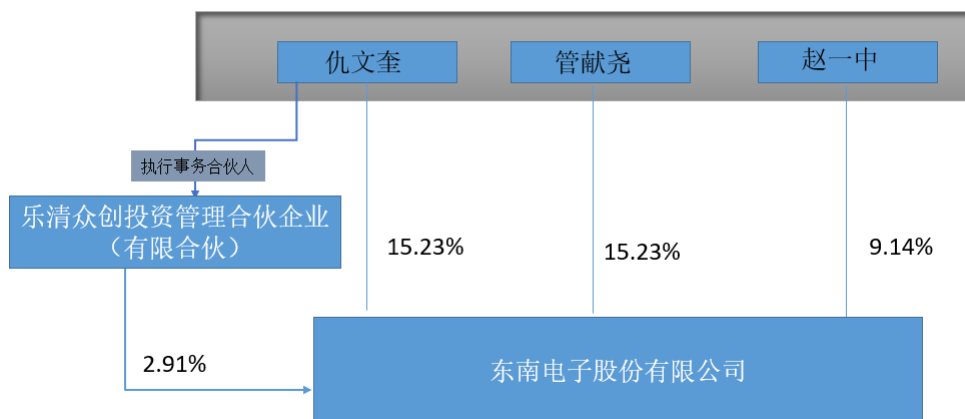 仇文奎
管献尧
赵一中
执行事务合伙人
乐清众创投资管理合伙企业
（有限合伙）
15.23%
15.23%
9.14%
2.91%
东南电子股份有限公司